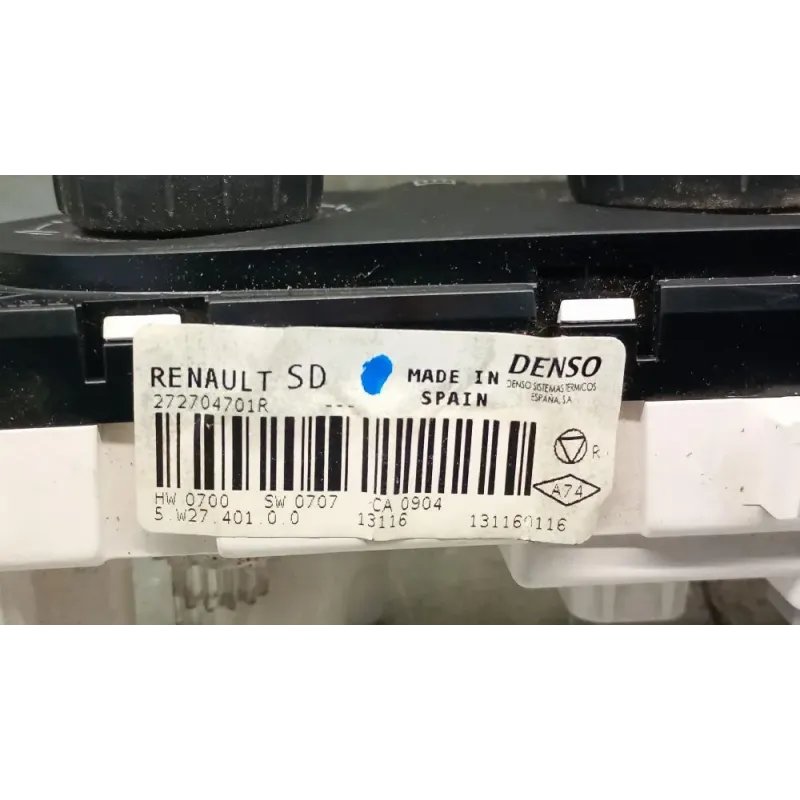 RENAULT SD MADE IN SPAIN DENSO
DENSO SISTEMAS TERMICOS
ESPAÑA, S.A.
272704701R ---
R
A74
HW 0700 SW 0707 CA 0904
5.W27.401.0.0 13116 131160116